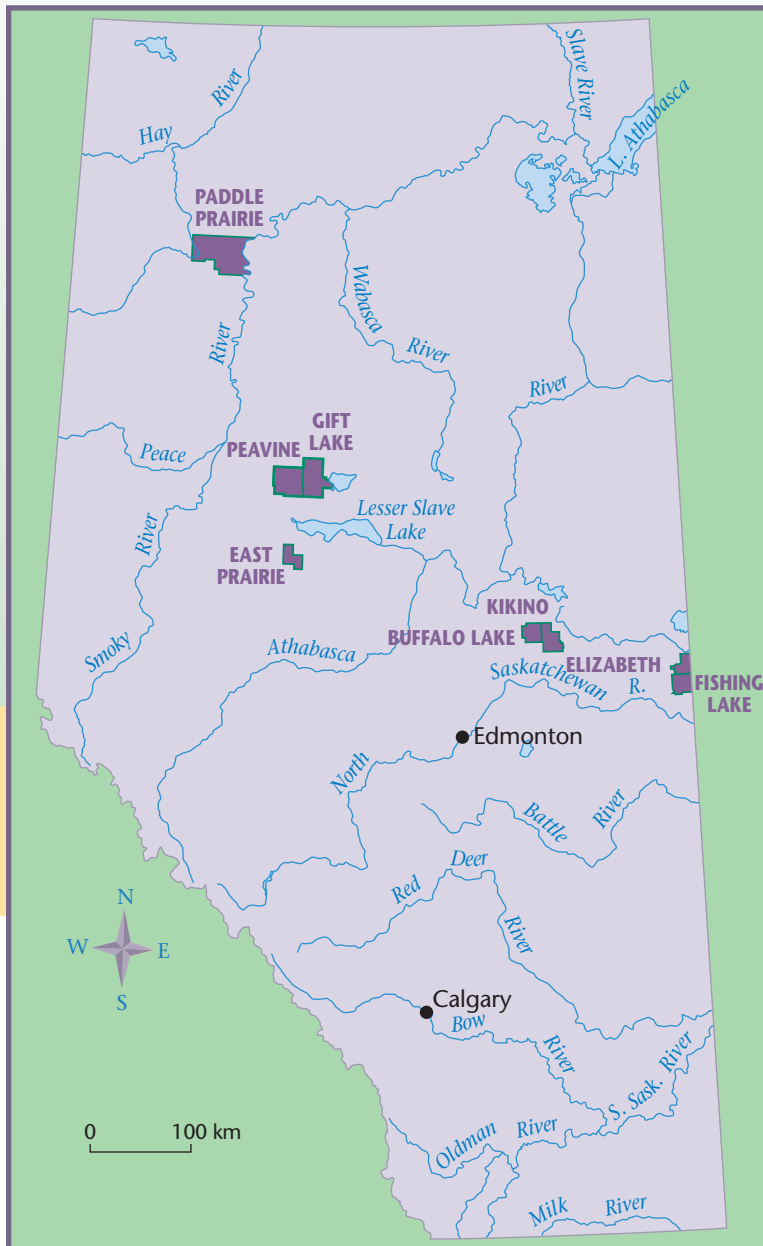 Slave River
Hay
River
L. Athabasca
PADDLE
PRAIRIE
Wabasca
River
River
River
GIFT
LAKE
PEAVINE
Peace
River
Lesser Slave
Lake
EAST
PRAIRIE
KIKINO
BUFFALO LAKE
Smoky
Athabasca
ELIZABETH
Saskatchewan
R.
FISHING
LAKE
Edmonton
North
Battle
River
Red
Deer
River
N
W
E
S
Calgary
Bow
River
S. Sask. River
0
100 km
Oldman
River
Milk
River